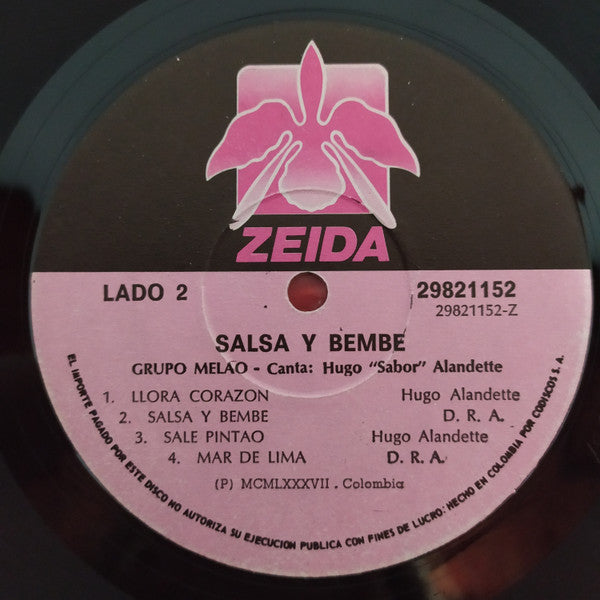 ZEIDA
LADO 2
29821152
29821152-Z
SALSA Y BEMBE
GRUPO MELAO - Canta: Hugo "Sabor" Alandette
1. LLORA CORAZON Hugo Alandette
2. SALSA Y BEMBE D. R. A.
3. SALE PINTAO Hugo Alandette
4. MAR DE LIMA D. R. A.
(P) MCMLXXXVII . Colombia
EL IMPORTE PAGADO POR ESTE DISCO NO AUTORIZA SU EJECUCION PUBLICA CON FINES DE LUCRO: HECHO EN COLOMBIA POR CODISCOS S. A.